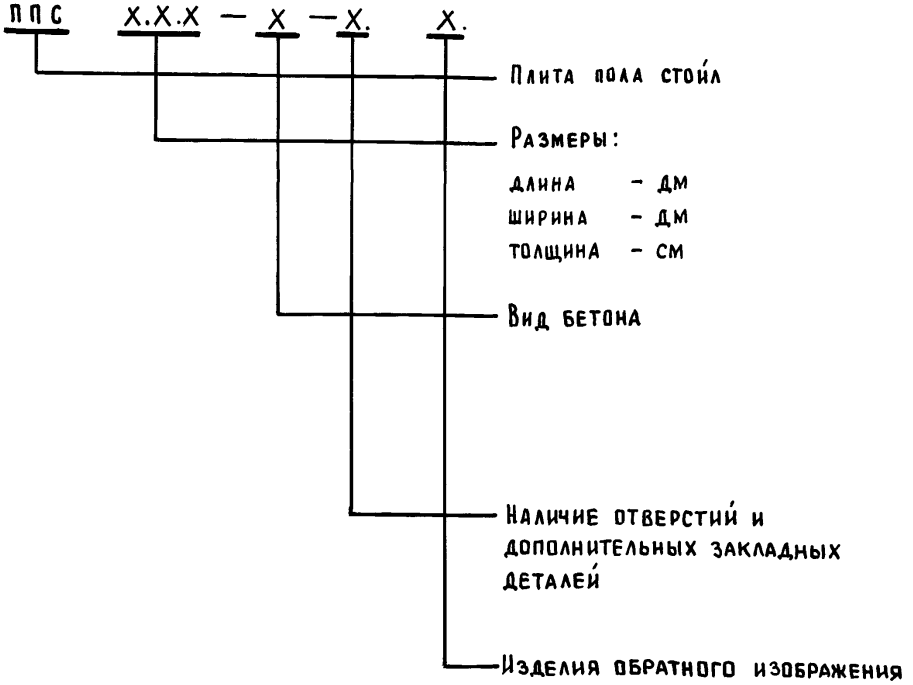 ППС X.X.X – X – X. X.
Плита пола стойл
Размеры:
длина – дм
ширина – дм
толщина – см
Вид бетона
Наличие отверстий и
дополнительных закладных
деталей
Изделия обратного изображения